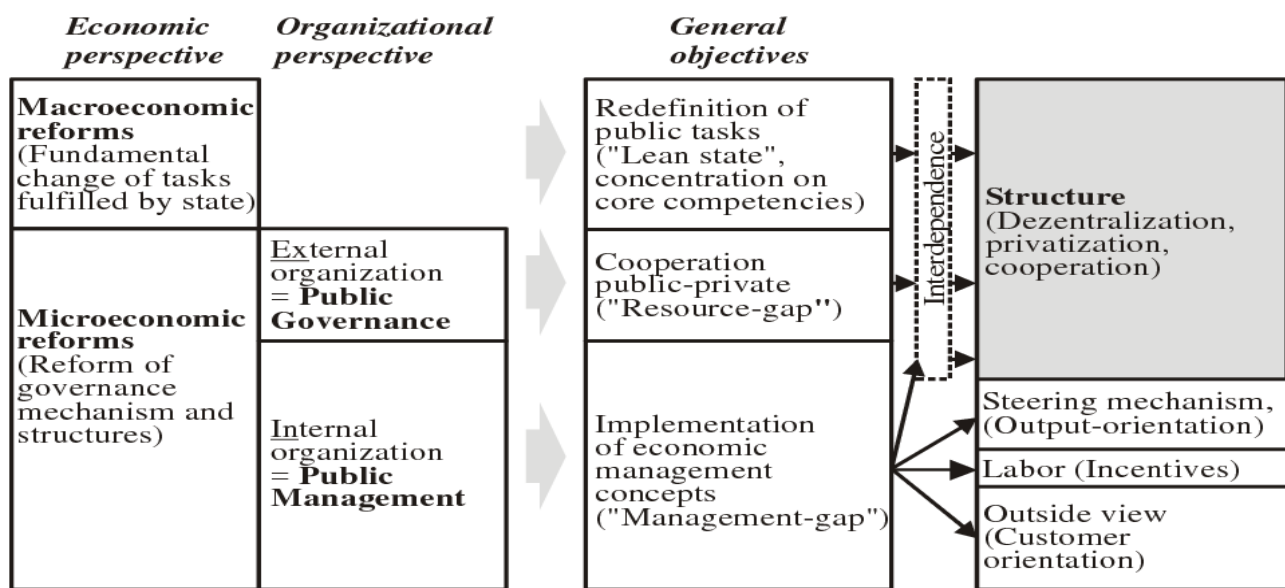 Economic
perspective
Organizational
perspective
General
objectives
Macroeconomic
reforms
(Fundamental
change of tasks
fulfilled by state)
Microeconomic
reforms
(Reform of
governance
mechanism and
structures)
External
organization
= Public
Governance
Internal
organization
= Public
Management
Redefinition of
public tasks
("Lean state",
concentration on
core competencies)
Cooperation
public-private
("Resource-gap")
Implementation
of economic
management
concepts
("Management-gap")
Interdependence
Structure
(Dezentralization,
privatization,
cooperation)
Steering mechanism,
(Output-orientation)
Labor (Incentives)
Outside view
(Customer
orientation)